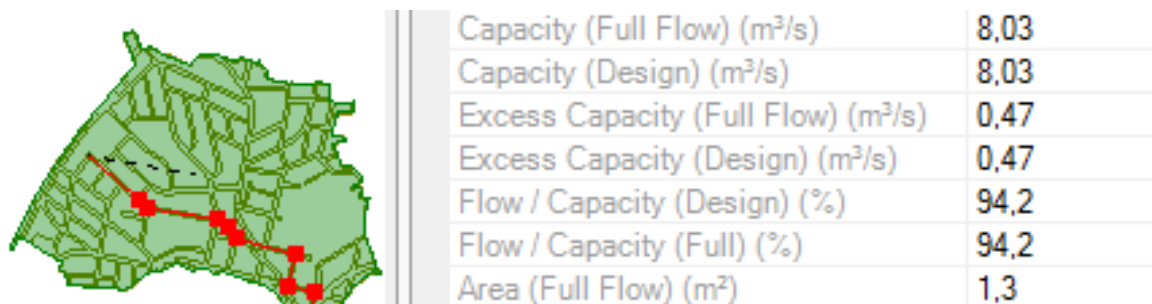 Capacity (Full Flow) (m³/s) 8,03
Capacity (Design) (m³/s) 8,03
Excess Capacity (Full Flow) (m³/s) 0,47
Excess Capacity (Design) (m³/s) 0,47
Flow / Capacity (Design) (%) 94,2
Flow / Capacity (Full) (%) 94,2
Area (Full Flow) (m²) 1,3